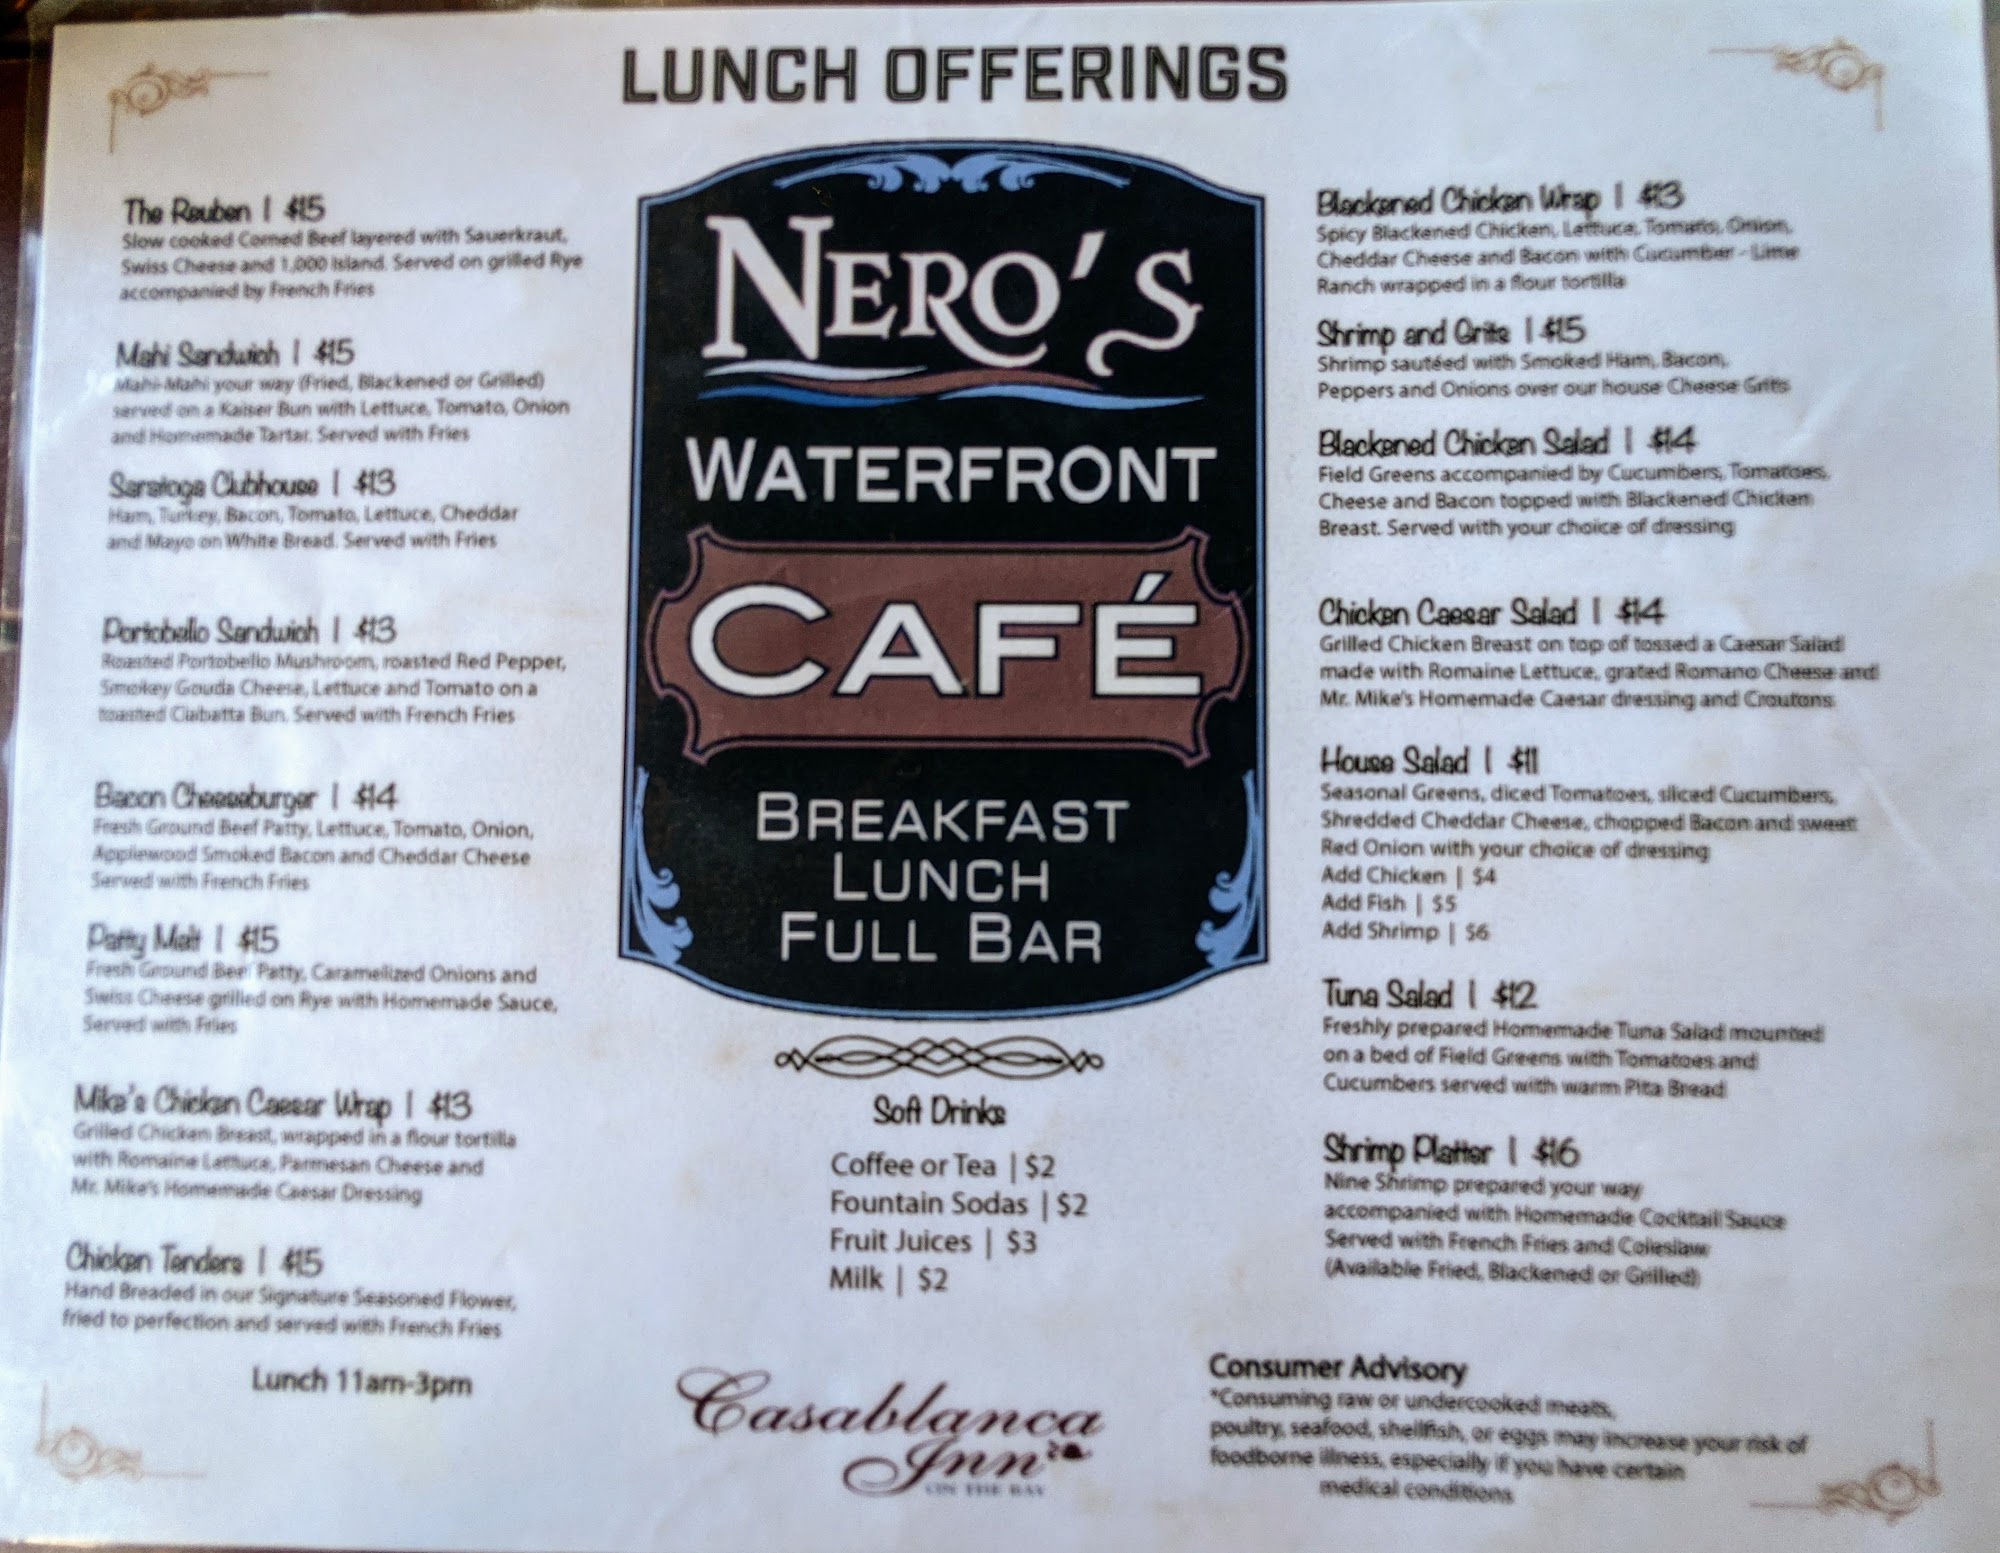 LUNCH OFFERINGS
The Reuben | $15
Slow cooked Corned Beef layered with Sauerkraut,
Swiss Cheese and 1,000 Island. Served on grilled Rye
accompanied by French Fries
Mahi Sandwich | $15
Mahi-Mahi your way (Fried, Blackened or Grilled)
served on a Kaiser Bun with Lettuce, Tomato, Onion
and Homemade Tartar. Served with Fries
Saratoga Clubhouse | $13
Ham, Turkey, Bacon, Tomato, Lettuce, Cheddar
and Mayo on White Bread. Served with Fries
Portobello Sandwich | $13
Roasted Portobello Mushroom, roasted Red Pepper,
Smokey Gouda Cheese, Lettuce and Tomato on a
toasted Ciabatta Bun. Served with French Fries
Bacon Cheeseburger | $14
Fresh Ground Beef Patty, Lettuce, Tomato, Onion,
Applewood Smoked Bacon and Cheddar Cheese
Served with French Fries
Patty Melt | $15
Fresh Ground Beef Patty, Caramelized Onions and
Swiss Cheese grilled on Rye with Homemade Sauce,
Served with Fries
Mike's Chicken Caesar Wrap | $13
Grilled Chicken Breast, wrapped in a flour tortilla
with Romaine Lettuce, Parmesan Cheese and
Mr. Mike's Homemade Caesar Dressing
Chicken Tenders | $15
Hand Breaded in our Signature Seasoned Flower,
fried to perfection and served with French Fries
Lunch 11am-3pm
NERO'S
WATERFRONT
CAFÉ
BREAKFAST
LUNCH
FULL BAR
Soft Drinks
Coffee or Tea | $2
Fountain Sodas | $2
Fruit Juices | $3
Milk | $2
Casablanca
Inn
ON THE BAY
Blackened Chicken Wrap | $13
Spicy Blackened Chicken, Lettuce, Tomato, Onion,
Cheddar Cheese and Bacon with Cucumber - Lime
Ranch wrapped in a flour tortilla
Shrimp and Grits | $15
Shrimp sautéed with Smoked Ham, Bacon,
Peppers and Onions over our house Cheese Grits
Blackened Chicken Salad | $14
Field Greens accompanied by Cucumbers, Tomatoes,
Cheese and Bacon topped with Blackened Chicken
Breast. Served with your choice of dressing
Chicken Caesar Salad | $14
Grilled Chicken Breast on top of tossed a Caesar Salad
made with Romaine Lettuce, grated Romano Cheese and
Mr. Mike's Homemade Caesar dressing and Croutons
House Salad | $11
Seasonal Greens, diced Tomatoes, sliced Cucumbers,
Shredded Cheddar Cheese, chopped Bacon and sweet
Red Onion with your choice of dressing
Add Chicken | $4
Add Fish | $5
Add Shrimp | $6
Tuna Salad | $12
Freshly prepared Homemade Tuna Salad mounted
on a bed of Field Greens with Tomatoes and
Cucumbers served with warm Pita Bread
Shrimp Platter | $16
Nine Shrimp prepared your way
accompanied with Homemade Cocktail Sauce
Served with French Fries and Coleslaw
(Available Fried, Blackened or Grilled)
Consumer Advisory
*Consuming raw or undercooked meats,
poultry, seafood, shellfish, or eggs may increase your risk of
foodborne illness, especially if you have certain
medical conditions